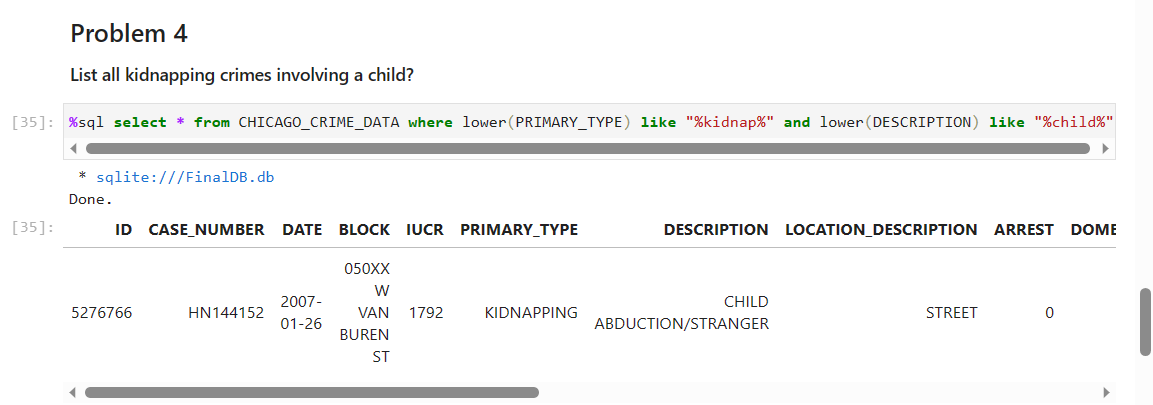 Problem 4
List all kidnapping crimes involving a child?
[35]: %sql select * from CHICAGO_CRIME_DATA where lower(PRIMARY_TYPE) like "%kidnap%" and lower(DESCRIPTION) like "%child%"
* sqlite:///FinalDB.db
Done.
[35]: ID CASE_NUMBER DATE BLOCK IUCR PRIMARY_TYPE DESCRIPTION LOCATION_DESCRIPTION ARREST DOME
5276766 HN144152 2007-01-26 050XX W VAN BUREN ST 1792 KIDNAPPING CHILD ABDUCTION/STRANGER STREET 0